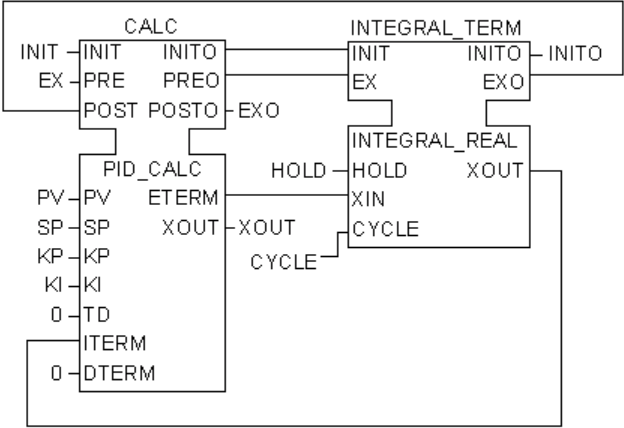 CALC INTEGRAL_TERM
INIT INIT INITO INIT INITO INITO
EX PRE PREO EX EXO
POST POSTO EXO
INTEGRAL_REAL
PID_CALC HOLD HOLD XOUT
PV PV ETERM XIN
SP SP XOUT XOUT CYCLE
KP KP CYCLE
KI KI
0 TD
ITERM
0 DTERM